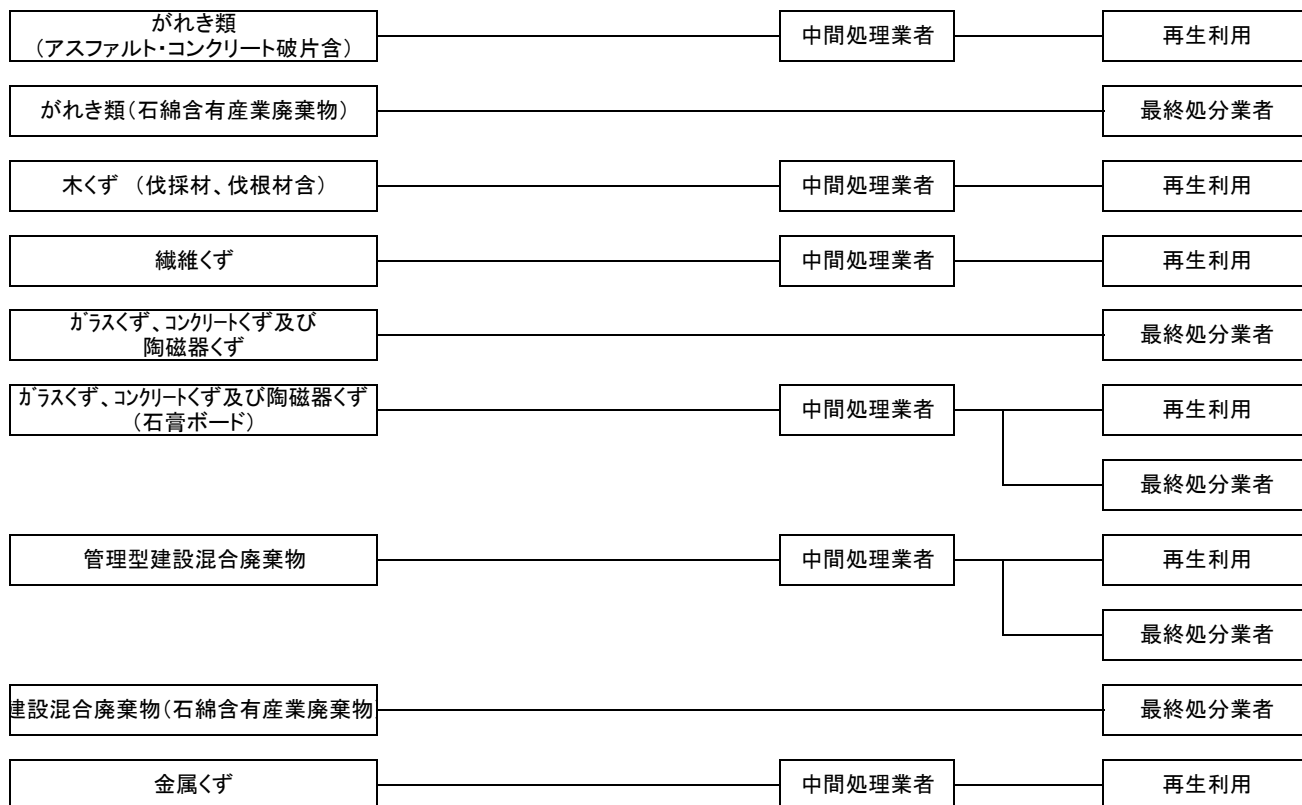 がれき類
（アスファルト・コンクリート破片含）
中間処理業者
再生利用
がれき類（石綿含有産業廃棄物）
最終処分業者
木くず　（伐採材、伐根材含）
中間処理業者
再生利用
繊維くず
中間処理業者
再生利用
ｶﾞﾗｽくず、ｺﾝｸﾘｰﾄくず及び
陶磁器くず
最終処分業者
ｶﾞﾗｽくず、ｺﾝｸﾘｰﾄくず及び陶磁器くず
（石膏ボード）
中間処理業者
再生利用
最終処分業者
管理型建設混合廃棄物
中間処理業者
再生利用
最終処分業者
建設混合廃棄物（石綿含有産業廃棄物）
最終処分業者
金属くず
中間処理業者
再生利用